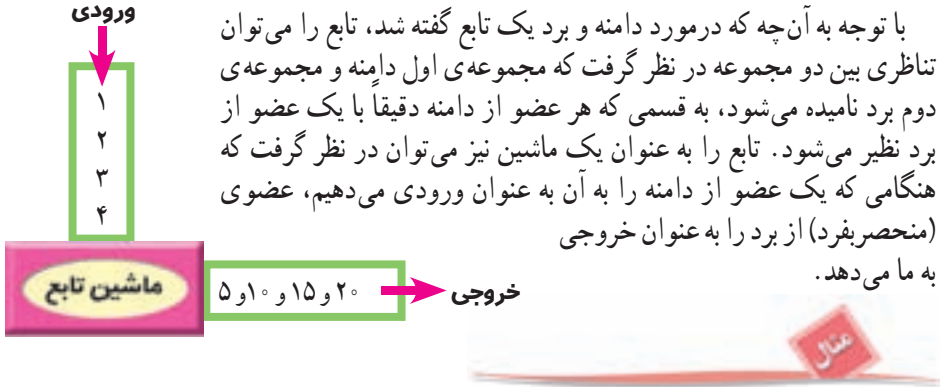 با توجه به آن‌چه که درمورد دامنه و برد یک تابع گفته شد، تابع را می‌توان
تناظری بین دو مجموعه در نظر گرفت که مجموعه‌ی اول دامنه و مجموعه‌ی
دوم برد نامیده می‌شود، به قسمی که هر عضو از دامنه دقیقاً با یک عضو از
برد نظیر می‌شود. تابع را به عنوان یک ماشین نیز می‌توان در نظر گرفت که
هنگامی که یک عضو از دامنه را به آن به عنوان ورودی می‌دهیم، عضوی
(منحصربفرد) از برد را به عنوان خروجی
به ما می‌دهد.
ورودی
۱
۲
۳
۴
ماشین تابع
۲۰ و ۱۵ و ۱۰و ۵
خروجی
مثال